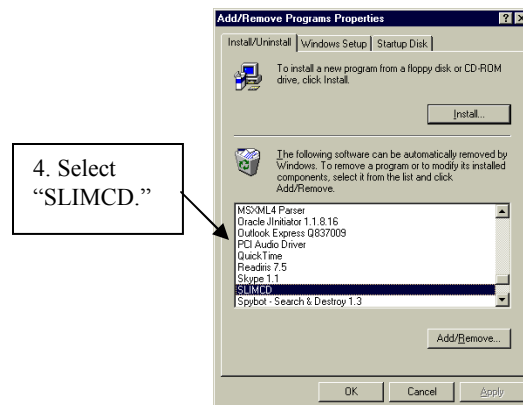 Add/Remove Programs Properties
Install/Uninstall Windows Setup Startup Disk
To install a new program from a floppy disk or CD-ROM
drive, click Install.
Install...
The following software can be automatically removed by
Windows. To remove a program or to modify its installed
components, select it from the list and click
Add/Remove.
4. Select
“SLIMCD.”
MSXML4 Parser
Oracle JInitiator 1.1.8.16
Outlook Express Q837009
PCI Audio Driver
QuickTime
Readiris 7.5
Skype 1.1
SLIMCD
Spybot - Search & Destroy 1.3
Add/Remove...
OK Cancel Apply